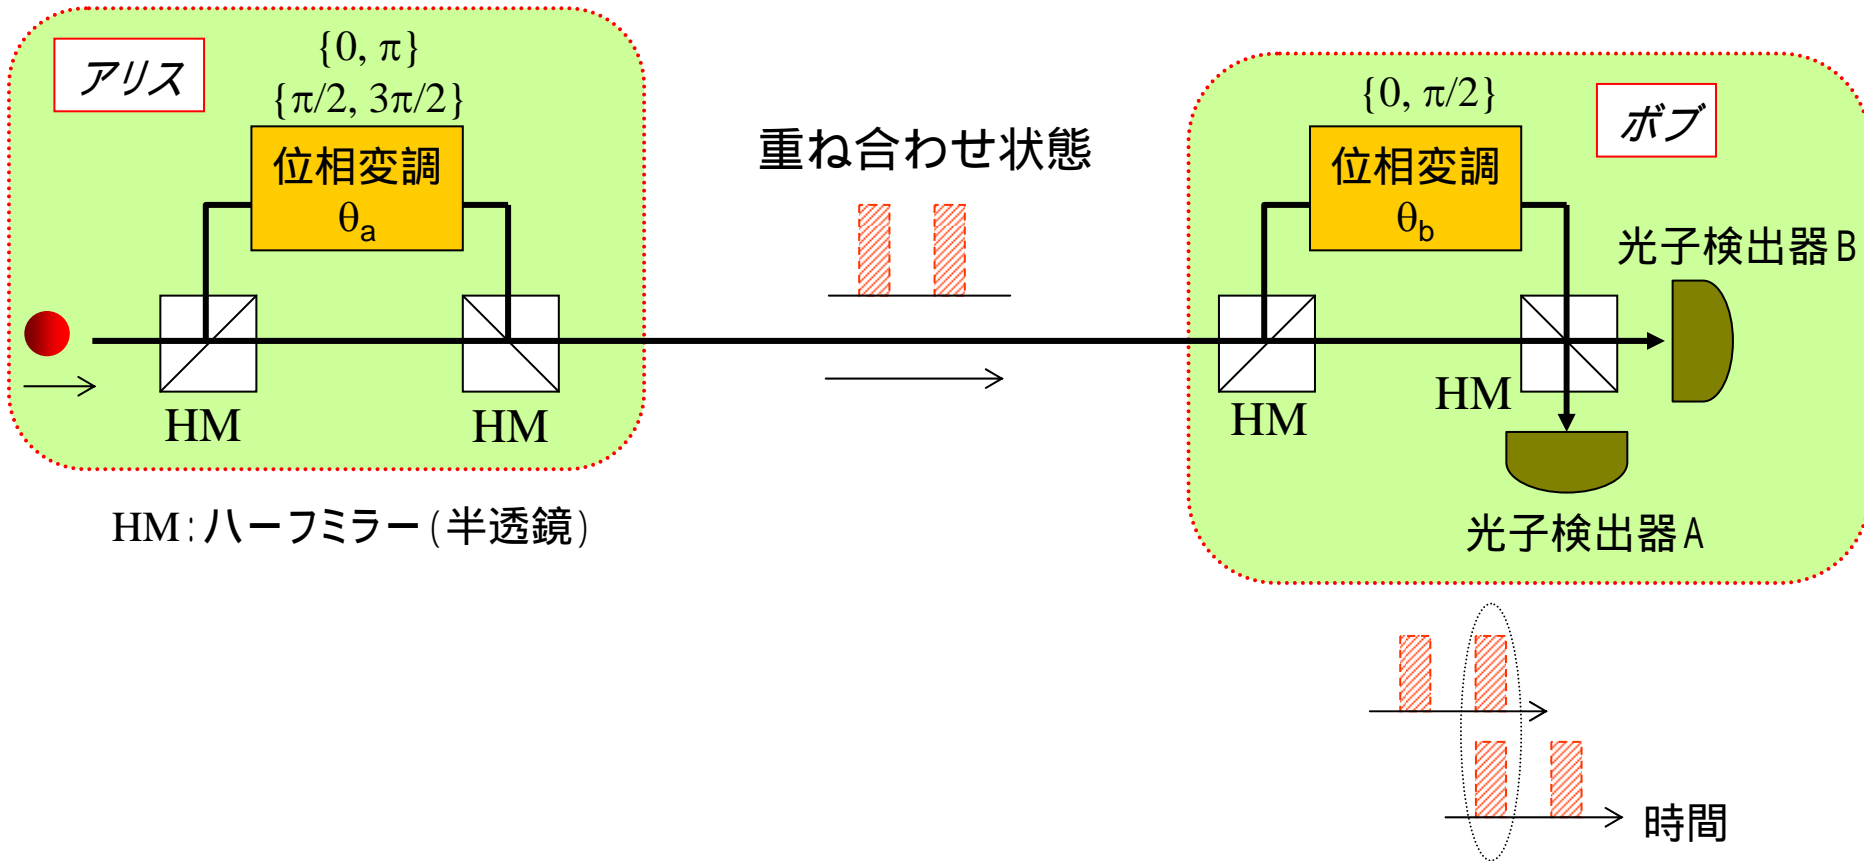 アリス
{0, π}
{π/2, 3π/2}
位相変調
θa
HM
HM
HM:ハーフミラー(半透鏡)
重ね合わせ状態
{0, π/2}
ボブ
位相変調
θb
光子検出器B
HM
HM
光子検出器A
時間